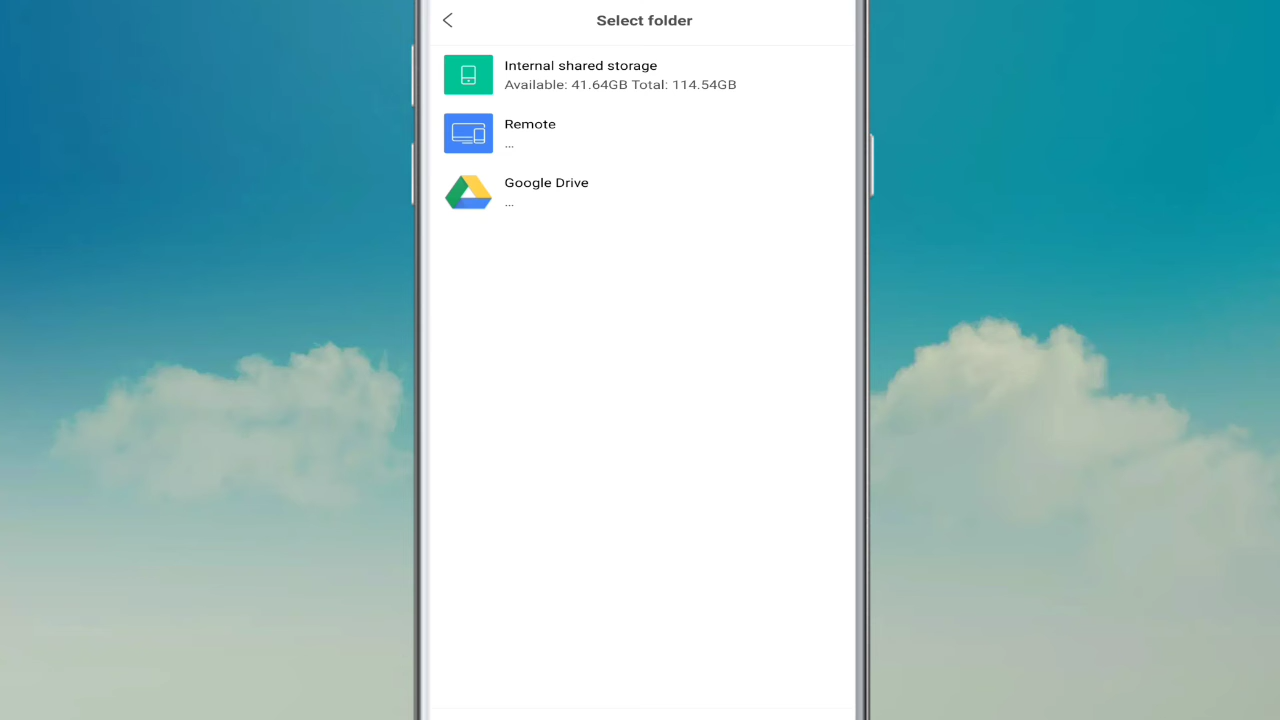 Select folder
Internal shared storage
Available: 41.64GB Total: 114.54GB
Remote
...
Google Drive
...